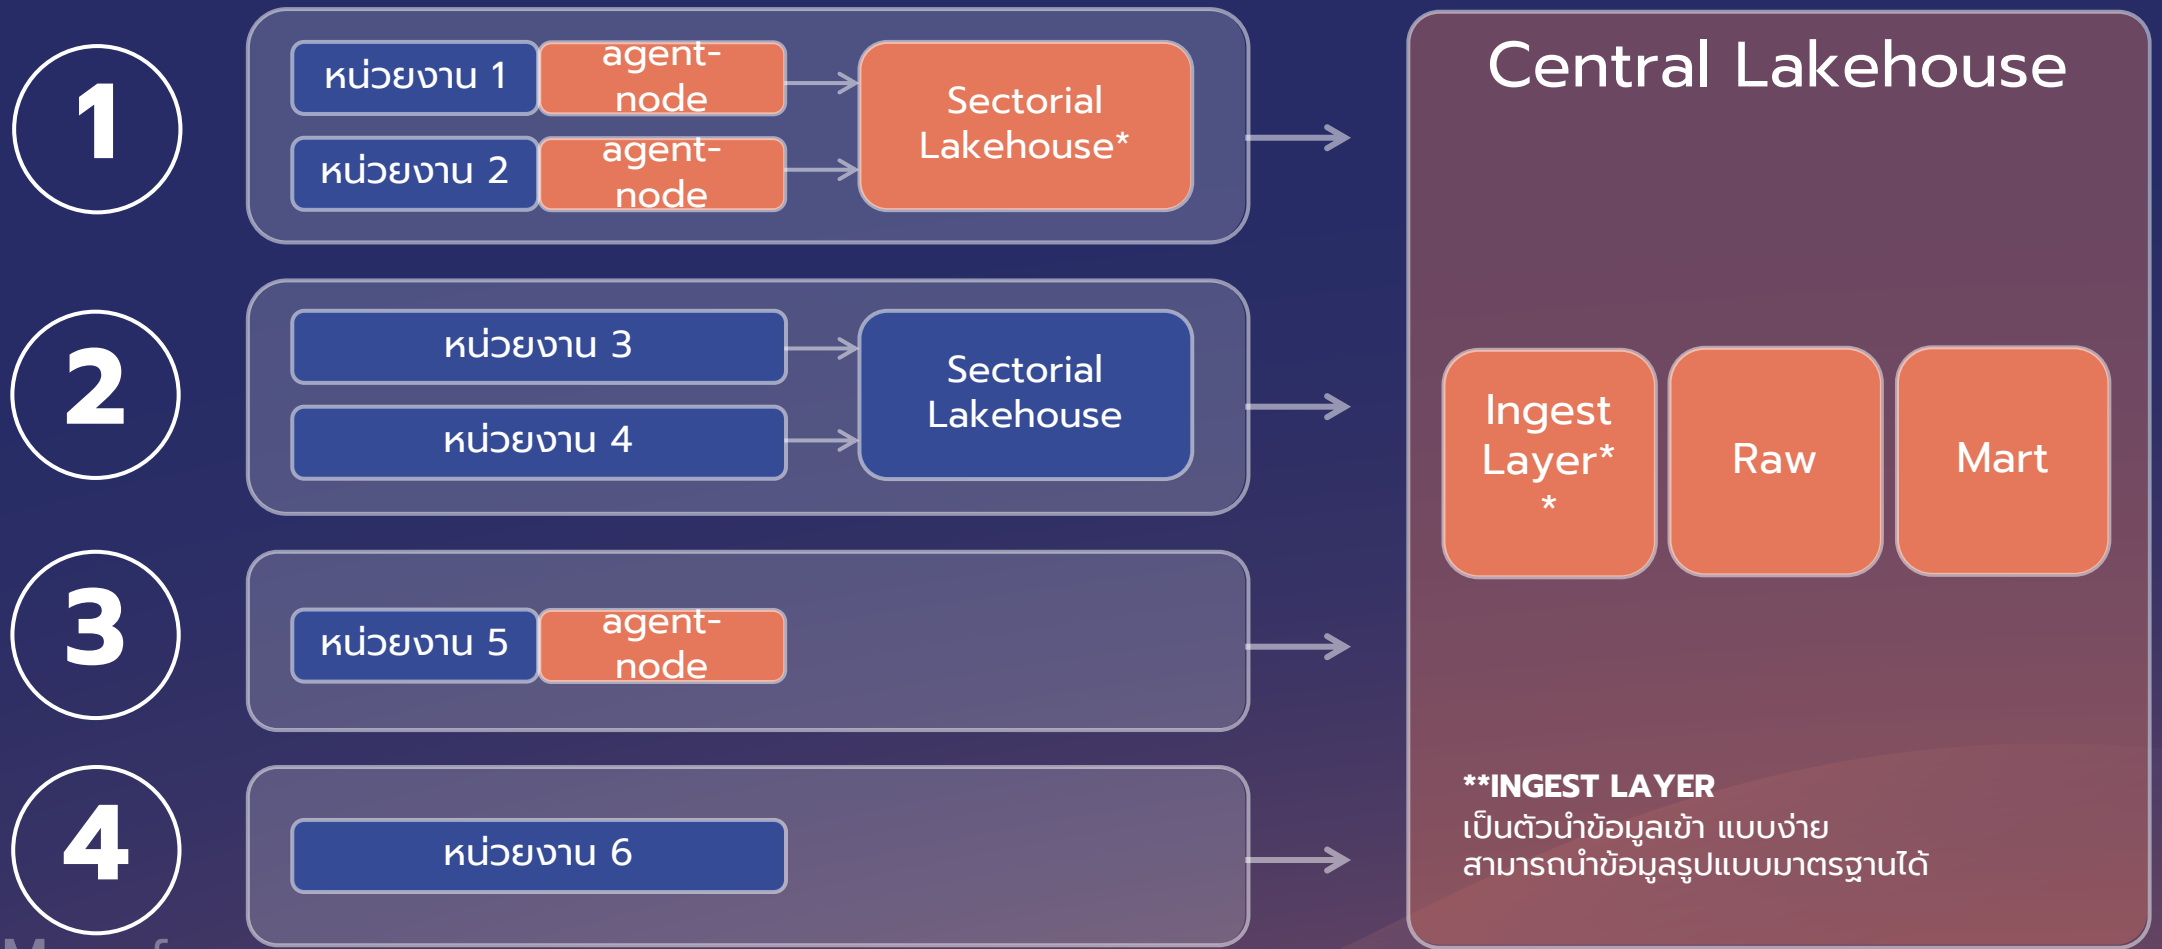 1
หน่วยงาน 1
agent-
node
หน่วยงาน 2
agent-
node
Sectorial
Lakehouse*
2
หน่วยงาน 3
หน่วยงาน 4
Sectorial
Lakehouse
3
หน่วยงาน 5
agent-
node
4
หน่วยงาน 6
Central Lakehouse
Ingest
Layer*
*
Raw
Mart
**INGEST LAYER
เป็นตัวนำข้อมูลเข้า แบบง่าย
สามารถนำข้อมูลรูปแบบมาตรฐานได้